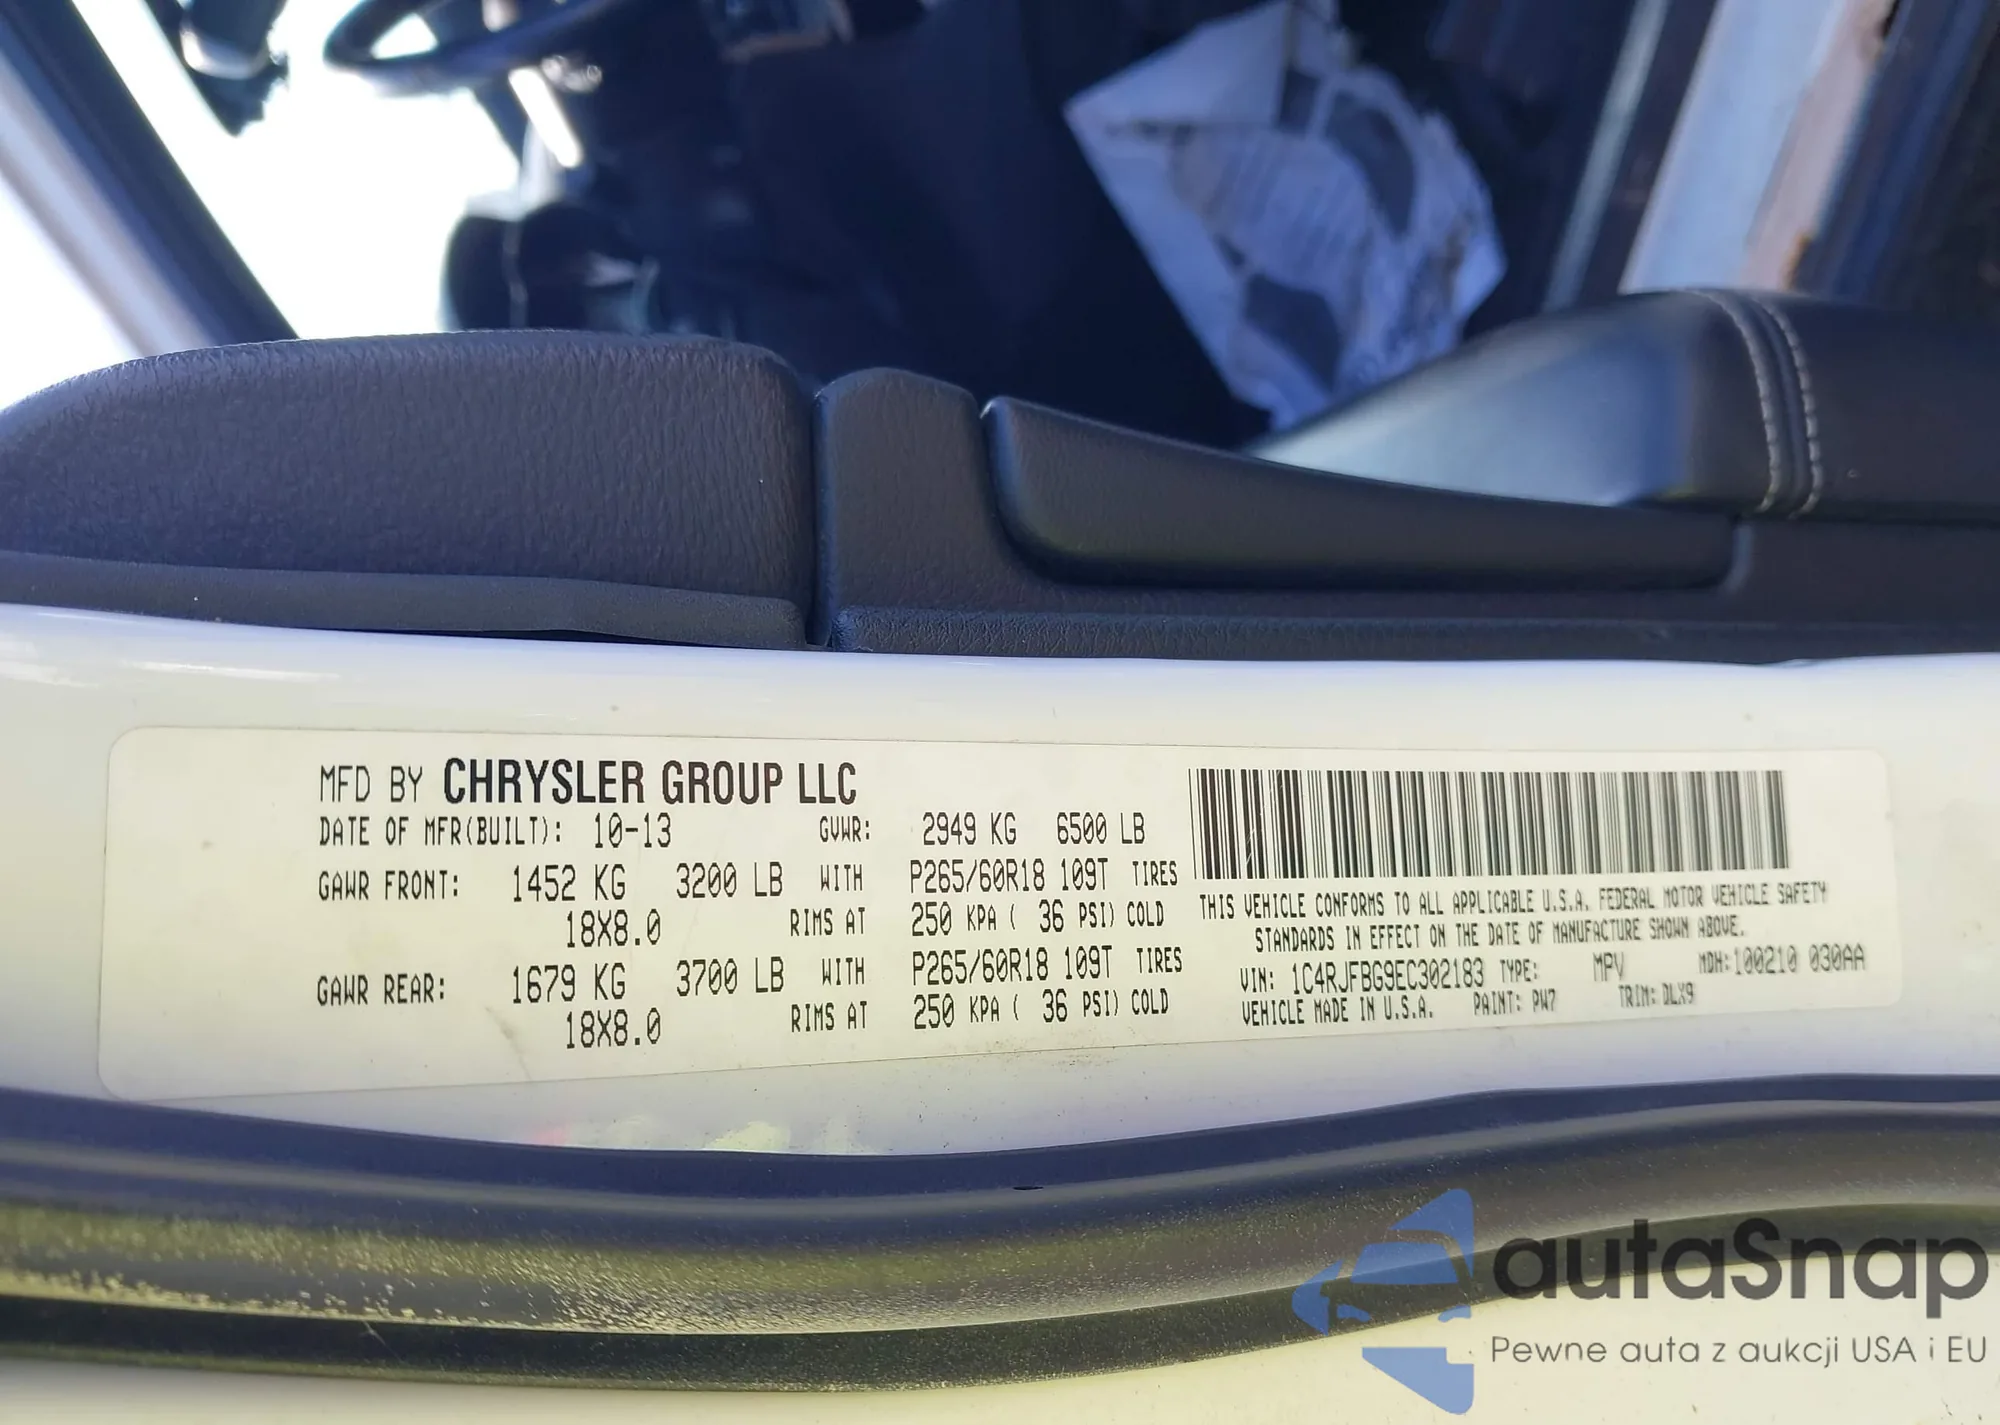 MFD BY CHRYSLER GROUP LLC
DATE OF MFR(BUILT): 10-13 GVWR: 2949 KG 6500 LB
GAWR FRONT: 1452 KG 3200 LB WITH P265/60R18 109T TIRES
18X8.0 RIMS AT 250 KPA ( 36 PSI) COLD
GAWR REAR: 1679 KG 3700 LB WITH P265/60R18 109T TIRES
18X8.0 RIMS AT 250 KPA ( 36 PSI) COLD
THIS VEHICLE CONFORMS TO ALL APPLICABLE U.S.A. FEDERAL MOTOR VEHICLE SAFETY
STANDARDS IN EFFECT ON THE DATE OF MANUFACTURE SHOWN ABOVE.
VIN: 1C4RJFBG9EC302183 TYPE: MPV MDH:100210 030AA
VEHICLE MADE IN U.S.A. PAINT: PW7 TRIM: DLX9
autaSnap
Pewne auta z aukcji USA i EU